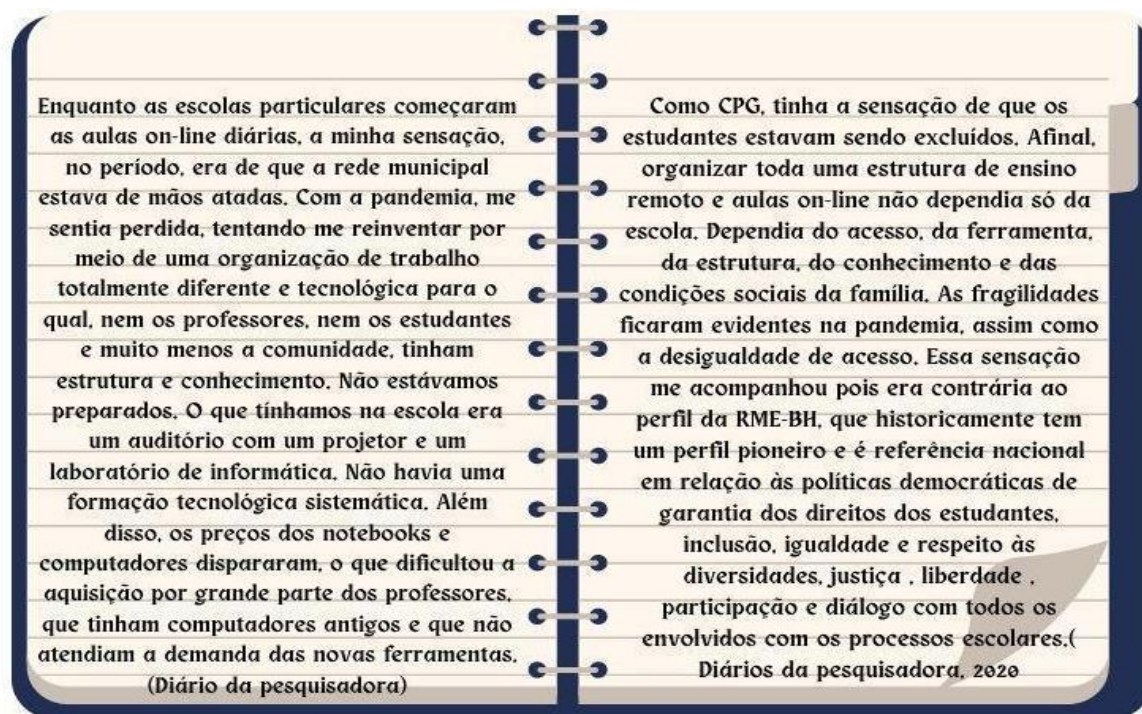 Enquanto as escolas particulares começaram
as aulas on-line diárias, a minha sensação,
no período, era de que a rede municipal
estava de mãos atadas. Com a pandemia, me
sentia perdida, tentando me reinventar por
meio de uma organização de trabalho
totalmente diferente e tecnológica para o
qual, nem os professores, nem os estudantes
e muito menos a comunidade, tinham
estrutura e conhecimento. Não estávamos
preparados. O que tínhamos na escola era
um auditório com um projetor e um
laboratório de informática. Não havia uma
formação tecnológica sistemática. Além
disso, os preços dos notebooks e
computadores dispararam, o que dificultou a
aquisição por grande parte dos professores,
que tinham computadores antigos e que não
atendiam a demanda das novas ferramentas.
(Diário da pesquisadora)
Como CPG, tinha a sensação de que os
estudantes estavam sendo excluídos. Afinal,
organizar toda uma estrutura de ensino
remoto e aulas on-line não dependia só da
escola. Dependia do acesso, da ferramenta,
da estrutura, do conhecimento e das
condições sociais da família. As fragilidades
ficaram evidentes na pandemia, assim como
a desigualdade de acesso. Essa sensação
me acompanhou pois era contrária ao
perfil da RME-BH, que historicamente tem
um perfil pioneiro e é referência nacional
em relação às políticas democráticas de
garantia dos direitos dos estudantes,
inclusão, igualdade e respeito às
diversidades, justiça , liberdade ,
participação e diálogo com todos os
envolvidos com os processos escolares.(
Diários da pesquisadora, 2020